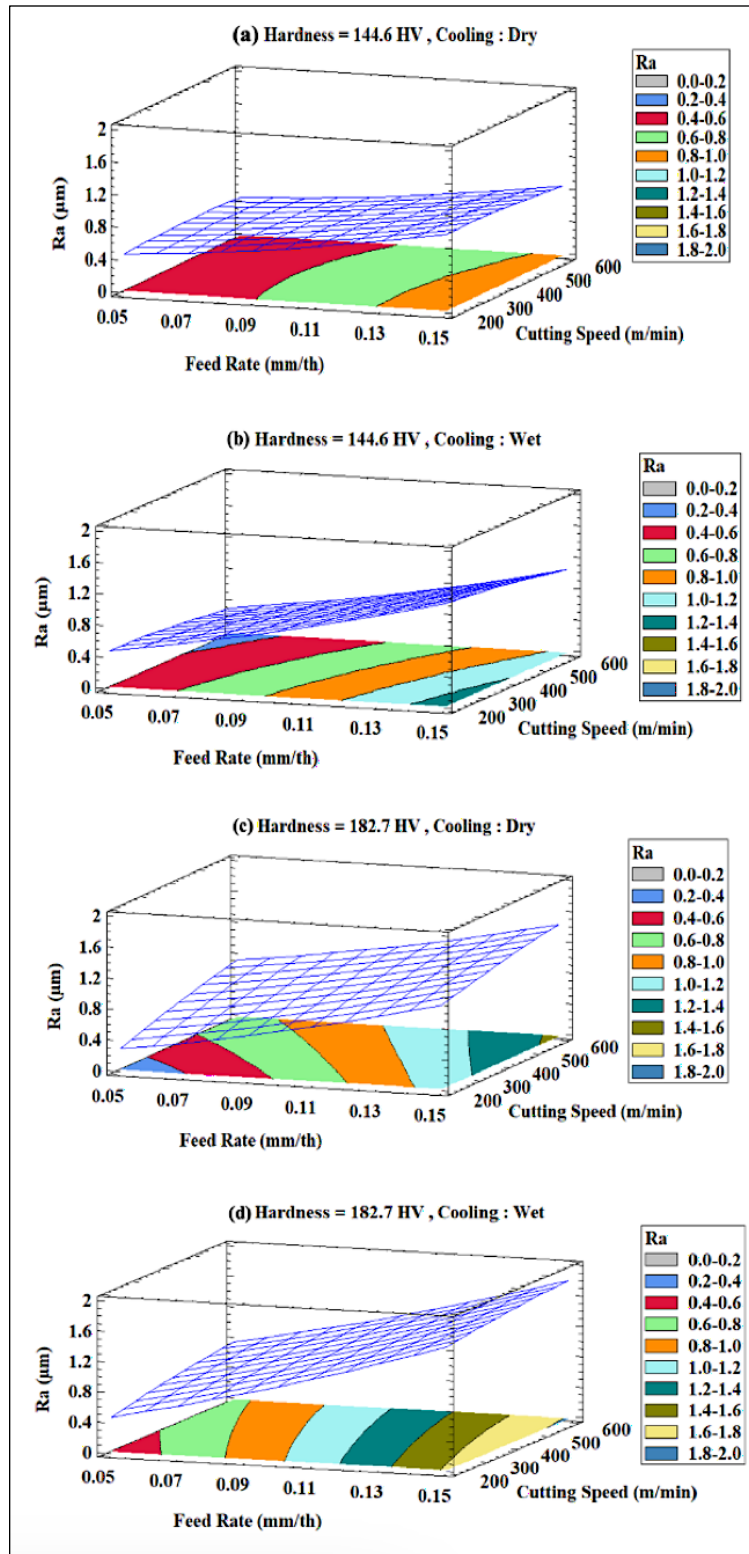 (a) Hardness = 144.6 HV , Cooling : Dry
Ra
0.0-0.2
0.2-0.4
0.4-0.6
0.6-0.8
0.8-1.0
1.0-1.2
1.2-1.4
1.4-1.6
1.6-1.8
1.8-2.0
2
1.6
1.2
0.8
0.4
0
Ra (µm)
0.05 0.07 0.09 0.11 0.13 0.15
Feed Rate (mm/th)
200 300 400 500 600
Cutting Speed (m/min)
(b) Hardness = 144.6 HV , Cooling : Wet
Ra
0.0-0.2
0.2-0.4
0.4-0.6
0.6-0.8
0.8-1.0
1.0-1.2
1.2-1.4
1.4-1.6
1.6-1.8
1.8-2.0
2
1.6
1.2
0.8
0.4
0
Ra (µm)
0.05 0.07 0.09 0.11 0.13 0.15
Feed Rate (mm/th)
200 300 400 500 600
Cutting Speed (m/min)
(c) Hardness = 182.7 HV , Cooling : Dry
Ra
0.0-0.2
0.2-0.4
0.4-0.6
0.6-0.8
0.8-1.0
1.0-1.2
1.2-1.4
1.4-1.6
1.6-1.8
1.8-2.0
2
1.6
1.2
0.8
0.4
0
Ra (µm)
0.05 0.07 0.09 0.11 0.13 0.15
Feed Rate (mm/th)
200 300 400 500 600
Cutting Speed (m/min)
(d) Hardness = 182.7 HV , Cooling : Wet
Ra
0.0-0.2
0.2-0.4
0.4-0.6
0.6-0.8
0.8-1.0
1.0-1.2
1.2-1.4
1.4-1.6
1.6-1.8
1.8-2.0
2
1.6
1.2
0.8
0.4
0
Ra (µm)
0.05 0.07 0.09 0.11 0.13 0.15
Feed Rate (mm/th)
200 300 400 500 600
Cutting Speed (m/min)